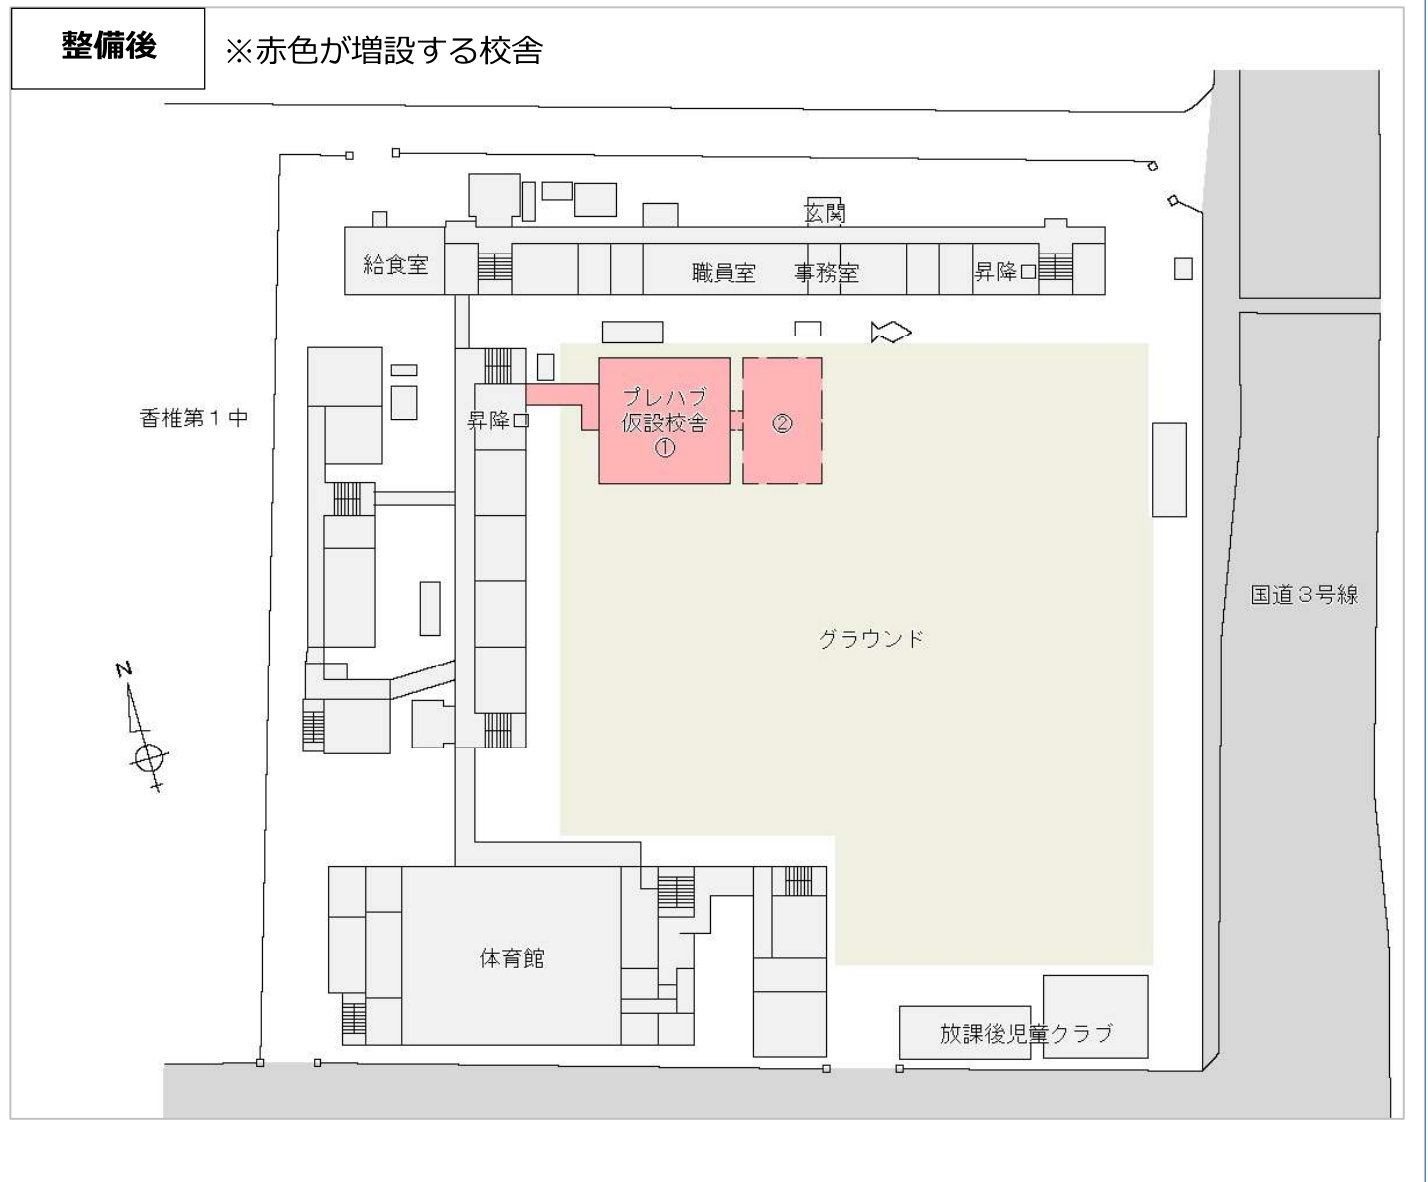 整備後
※赤色が増設する校舎
玄関
給食室
職員室
事務室
昇降口
香椎第１中
昇降口
プレハブ
仮設校舎
①
②
国道３号線
グラウンド
N
体育館
放課後児童クラブ